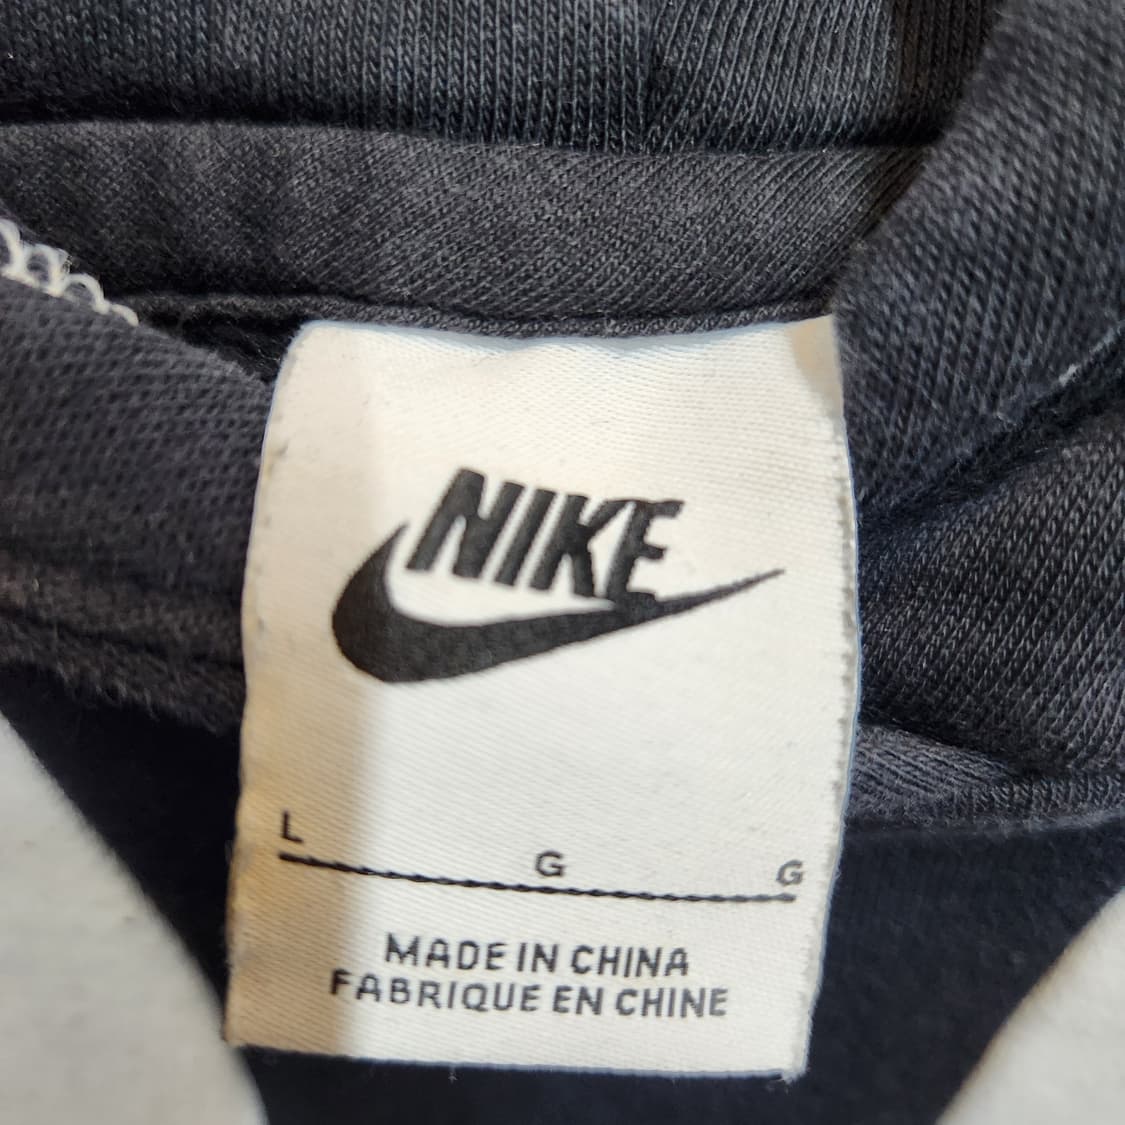 NIKE
L G G
MADE IN CHINA
FABRIQUE EN CHINE